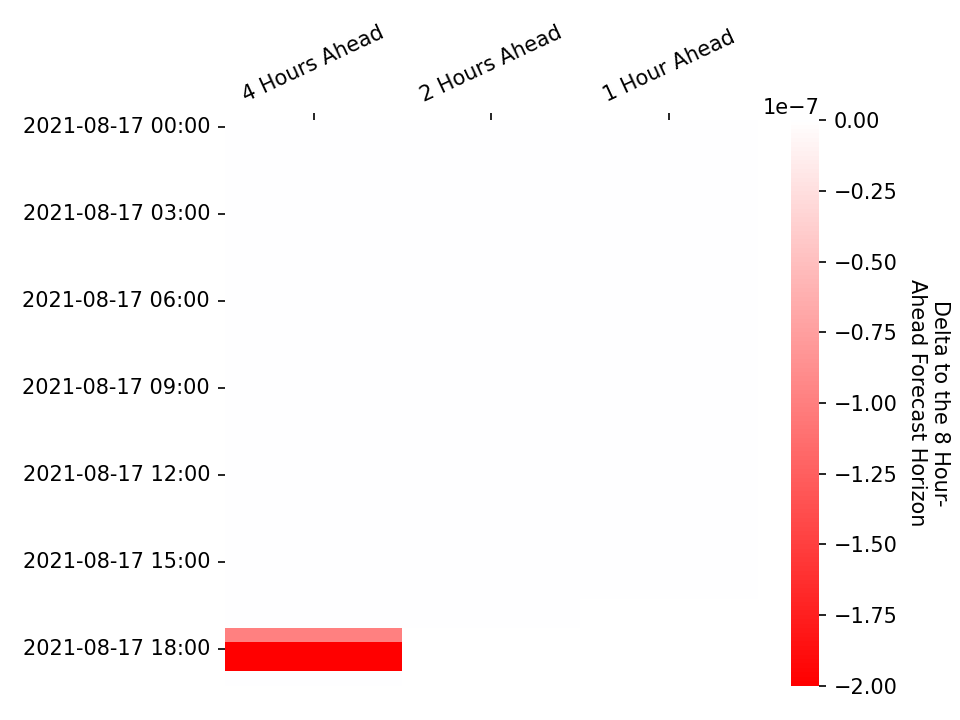 4 Hours Ahead
2 Hours Ahead
1 Hour Ahead
1e−7
2021-08-17 00:00
2021-08-17 03:00
2021-08-17 06:00
2021-08-17 09:00
2021-08-17 12:00
2021-08-17 15:00
2021-08-17 18:00
0.00
−0.25
−0.50
−0.75
−1.00
−1.25
−1.50
−1.75
−2.00
Delta to the 8 Hour-
Ahead Forecast Horizon